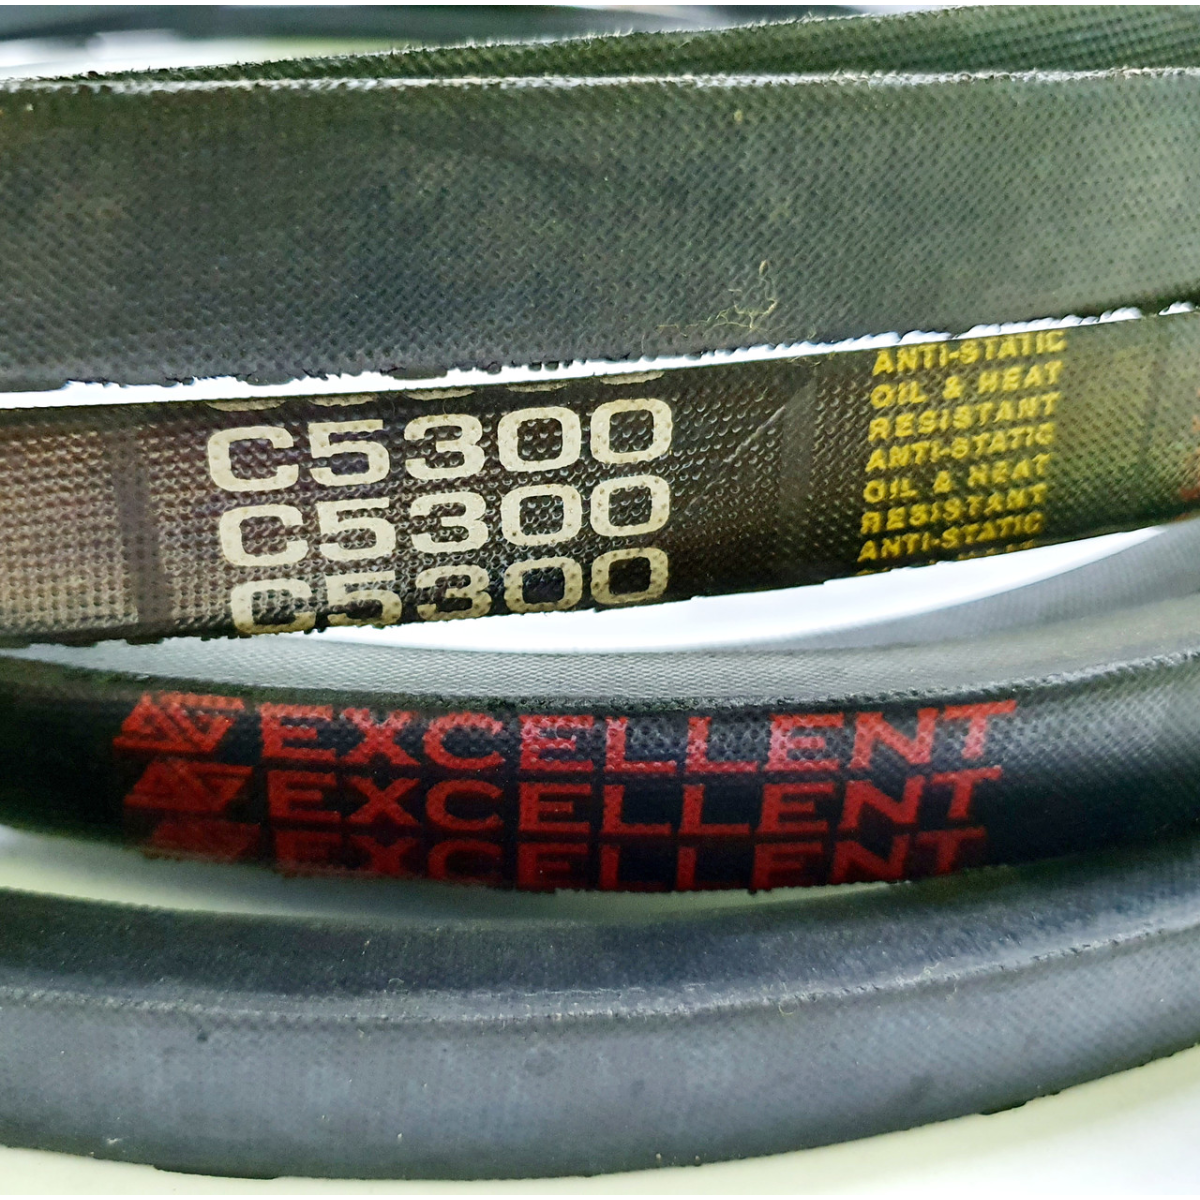 C5300
C5300
C5300
ANTI-STATIC
OIL & HEAT
RESISTANT
ANTI-STATIC
OIL & HEAT
RESISTANT
ANTI-STATIC
EXCELLENT
EXCELLENT
EXCELLENT